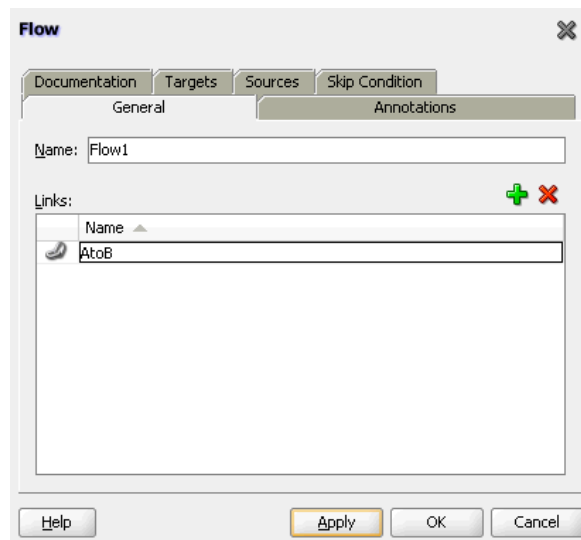 Flow
Documentation Targets Sources Skip Condition
General Annotations
Name: Flow1
Links:
Name
AtoB
Help Apply OK Cancel